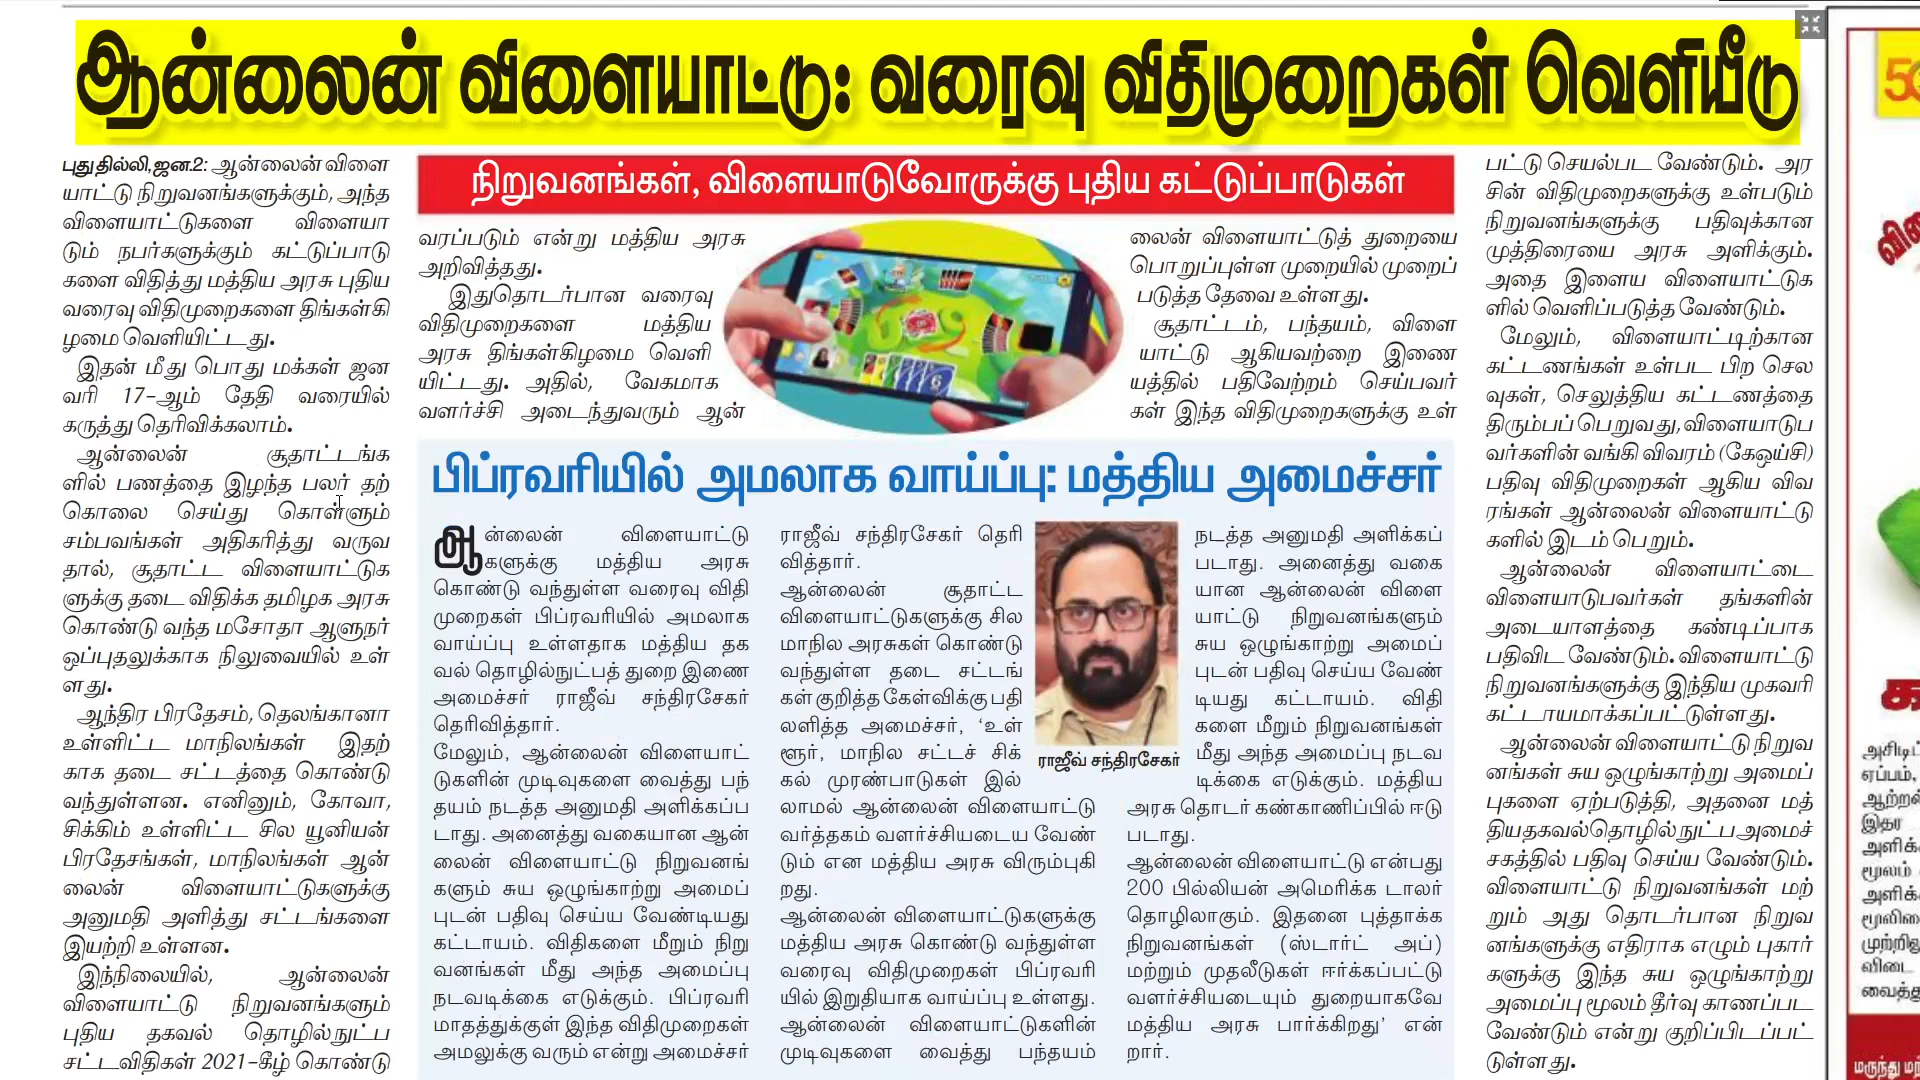 ஆன்லைன் விளையாட்டு: வரைவு விதிமுறைகள் வெளியீடு
புதுதில்லி,ஜன.2: ஆன்லைன் விளை
யாட்டு நிறுவனங்களுக்கும், அந்த
விளையாட்டுகளை விளையா
டும் நபர்களுக்கும் கட்டுப்பாடு
களை விதித்து மத்திய அரசு புதிய
வரைவு விதிமுறைகளை திங்கள்கி
ழமை வெளியிட்டது.
இதன் மீது பொது மக்கள் ஜன
வரி 17-ஆம் தேதி வரையில்
கருத்து தெரிவிக்கலாம்.
ஆன்லைன் சூதாட்டங்க
ளில் பணத்தை இழந்த பலர் தற்
கொலை செய்து கொள்ளும்
சம்பவங்கள் அதிகரித்து வருவ
தால், சூதாட்ட விளையாட்டுக
ளுக்கு தடை விதிக்க தமிழக அரசு
கொண்டு வந்த மசோதா ஆளுநர்
ஒப்புதலுக்காக நிலுவையில் உள்
ளது.
ஆந்திர பிரதேசம், தெலங்கானா
உள்ளிட்ட மாநிலங்கள் இதற்
காக தடை சட்டத்தை கொண்டு
வந்துள்ளன. எனினும், கோவா,
சிக்கிம் உள்ளிட்ட சில யூனியன்
பிரதேசங்கள், மாநிலங்கள் ஆன்
லைன் விளையாட்டுகளுக்கு
அனுமதி அளித்து சட்டங்களை
இயற்றி உள்ளன.
இந்நிலையில், ஆன்லைன்
விளையாட்டு நிறுவனங்களும்
புதிய தகவல் தொழில்நுட்ப
சட்டவிதிகள் 2021-கீழ் கொண்டு
நிறுவனங்கள், விளையாடுவோருக்கு புதிய கட்டுப்பாடுகள்
வரப்படும் என்று மத்திய அரசு
அறிவித்தது.
இதுதொடர்பான வரைவு
விதிமுறைகளை மத்திய
அரசு திங்கள்கிழமை வெளி
யிட்டது. அதில், வேகமாக
வளர்ச்சி அடைந்துவரும் ஆன்
லைன் விளையாட்டுத் துறையை
பொறுப்புள்ள முறையில் முறைப்
படுத்த தேவை உள்ளது.
சூதாட்டம், பந்தயம், விளை
யாட்டு ஆகியவற்றை இணை
யத்தில் பதிவேற்றம் செய்பவர்
கள் இந்த விதிமுறைகளுக்கு உள்
பட்டு செயல்பட வேண்டும். அர
சின் விதிமுறைகளுக்கு உள்படும்
நிறுவனங்களுக்கு பதிவுக்கான
முத்திரையை அரசு அளிக்கும்.
அதை இளைய விளையாட்டுக
ளில் வெளிப்படுத்த வேண்டும்.
மேலும், விளையாட்டிற்கான
கட்டணங்கள் உள்பட பிற செல
வுகள், செலுத்திய கட்டணத்தை
திரும்பப் பெறுவது, விளையாடுப
வர்களின் வங்கி விவரம் (கேஒய்சி)
பதிவு விதிமுறைகள் ஆகிய விவ
ரங்கள் ஆன்லைன் விளையாட்டு
களில் இடம் பெறும்.
ஆன்லைன் விளையாட்டை
விளையாடுபவர்கள் தங்களின்
அடையாளத்தை கண்டிப்பாக
பதிவிட வேண்டும். விளையாட்டு
நிறுவனங்களுக்கு இந்திய முகவரி
கட்டாயமாக்கப்பட்டுள்ளது.
ஆன்லைன் விளையாட்டு நிறுவ
னங்கள் சுய ஒழுங்காற்று அமைப்
புகளை ஏற்படுத்தி, அதனை மத்
தியதகவல்தொழில்நுட்பஅமைச்
சகத்தில் பதிவு செய்ய வேண்டும்.
விளையாட்டு நிறுவனங்கள் மற்
றும் அது தொடர்பான நிறுவ
னங்களுக்கு எதிராக எழும் புகார்
களுக்கு இந்த சுய ஒழுங்காற்று
அமைப்பு மூலம் தீர்வு காணப்பட
வேண்டும் என்று குறிப்பிடப்பட்
டுள்ளது.
பிப்ரவரியில் அமலாக வாய்ப்பு: மத்திய அமைச்சர்
ஆன்லைன் விளையாட்டு
களுக்கு மத்திய அரசு
கொண்டு வந்துள்ள வரைவு விதி
முறைகள் பிப்ரவரியில் அமலாக
வாய்ப்பு உள்ளதாக மத்திய தக
வல் தொழில்நுட்பத் துறை இணை
அமைச்சர் ராஜீவ் சந்திரசேகர்
தெரிவித்தார்.
மேலும், ஆன்லைன் விளையாட்
டுகளின் முடிவுகளை வைத்து பந்
தயம் நடத்த அனுமதி அளிக்கப்ப
டாது. அனைத்து வகையான ஆன்
லைன் விளையாட்டு நிறுவனங்
களும் சுய ஒழுங்காற்று அமைப்
புடன் பதிவு செய்ய வேண்டியது
கட்டாயம். விதிகளை மீறும் நிறு
வனங்கள் மீது அந்த அமைப்பு
நடவடிக்கை எடுக்கும். பிப்ரவரி
மாதத்துக்குள் இந்த விதிமுறைகள்
அமலுக்கு வரும் என்று அமைச்சர்
ராஜீவ் சந்திரசேகர் தெரி
வித்தார்.
ஆன்லைன் சூதாட்ட
விளையாட்டுகளுக்கு சில
மாநில அரசுகள் கொண்டு
வந்துள்ள தடை சட்டங்
கள் குறித்த கேள்விக்கு பதி
லளித்த அமைச்சர், 'உள்
ளூர், மாநில சட்டச் சிக்
கல் முரண்பாடுகள் இல்
லாமல் ஆன்லைன் விளையாட்டு
வர்த்தகம் வளர்ச்சியடைய வேண்
டும் என மத்திய அரசு விரும்புகி
றது.
ஆன்லைன் விளையாட்டுகளுக்கு
மத்திய அரசு கொண்டு வந்துள்ள
வரைவு விதிமுறைகள் பிப்ரவரி
யில் இறுதியாக வாய்ப்பு உள்ளது.
ஆன்லைன் விளையாட்டுகளின்
முடிவுகளை வைத்து பந்தயம்
ராஜீவ் சந்திரசேகர்
நடத்த அனுமதி அளிக்கப்
படாது. அனைத்து வகை
யான ஆன்லைன் விளை
யாட்டு நிறுவனங்களும்
சுய ஒழுங்காற்று அமைப்
புடன் பதிவு செய்ய வேண்
டியது கட்டாயம். விதி
களை மீறும் நிறுவனங்கள்
மீது அந்த அமைப்பு நடவ
டிக்கை எடுக்கும். மத்திய
அரசு தொடர் கண்காணிப்பில் ஈடு
படாது.
ஆன்லைன் விளையாட்டு என்பது
200 பில்லியன் அமெரிக்க டாலர்
தொழிலாகும். இதனை புத்தாக்க
நிறுவனங்கள் (ஸ்டார்ட் அப்)
மற்றும் முதலீடுகள் ஈர்க்கப்பட்டு
வளர்ச்சியடையும் துறையாகவே
மத்திய அரசு பார்க்கிறது' என்
றார்.
ஏப்பம்,
இதர
மூலம்
விடை